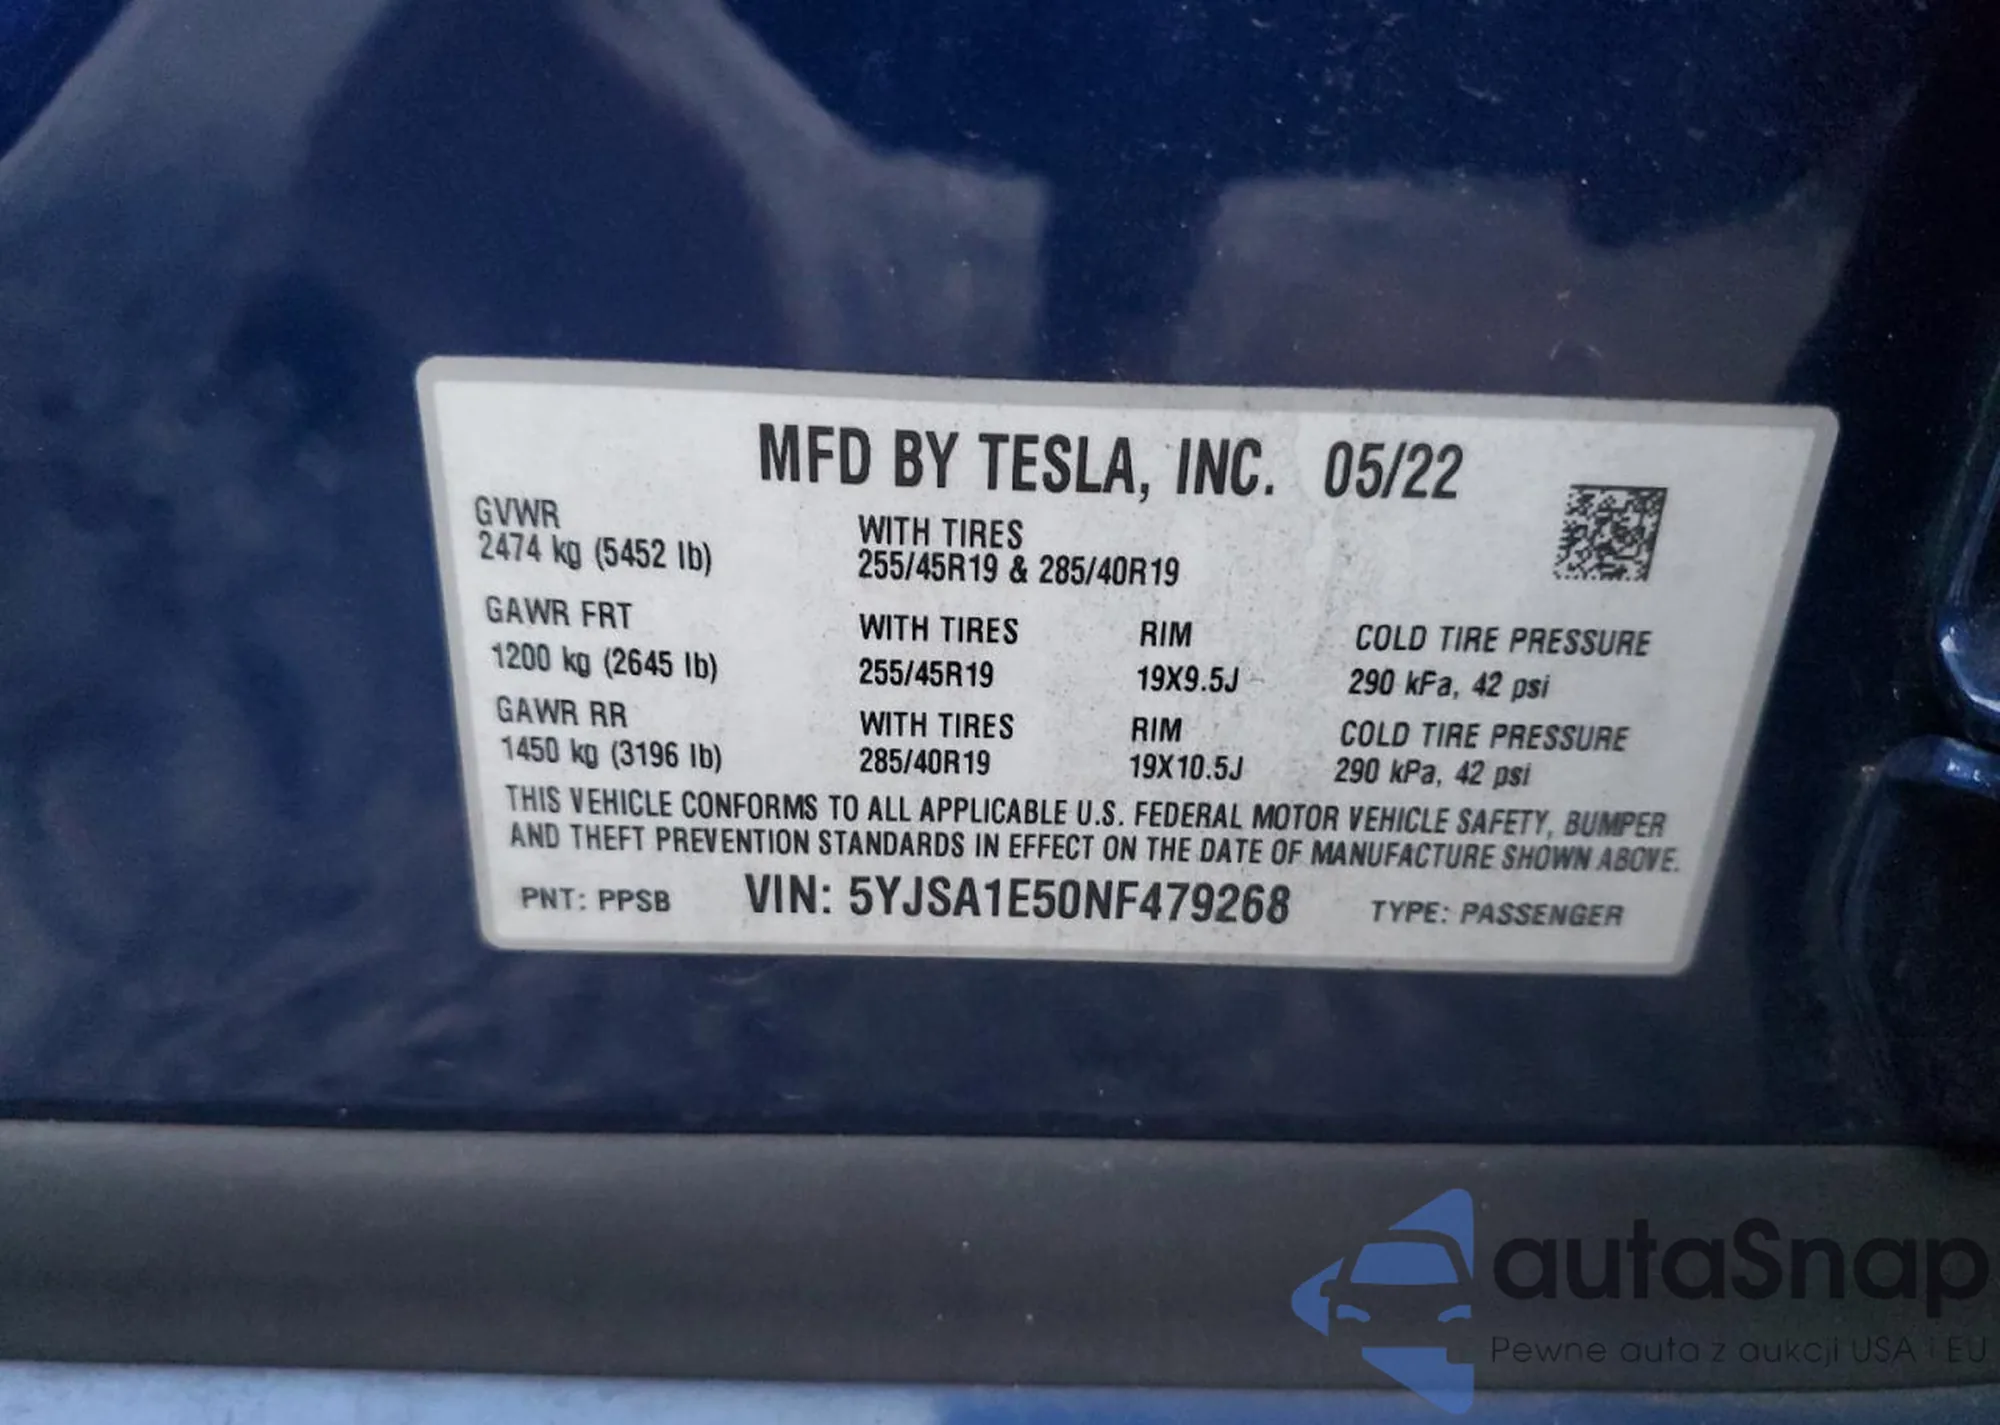 MFD BY TESLA, INC. 05/22
GVWR
2474 kg (5452 lb)
WITH TIRES
255/45R19 & 285/40R19
GAWR FRT WITH TIRES RIM COLD TIRE PRESSURE
1200 kg (2645 lb) 255/45R19 19X9.5J 290 kPa, 42 psi
GAWR RR WITH TIRES RIM COLD TIRE PRESSURE
1450 kg (3196 lb) 285/40R19 19X10.5J 290 kPa, 42 psi
THIS VEHICLE CONFORMS TO ALL APPLICABLE U.S. FEDERAL MOTOR VEHICLE SAFETY, BUMPER
AND THEFT PREVENTION STANDARDS IN EFFECT ON THE DATE OF MANUFACTURE SHOWN ABOVE.
PNT: PPSB VIN: 5YJSA1E50NF479268 TYPE: PASSENGER
autaSnap
Pewne auta z aukcji USA i EU